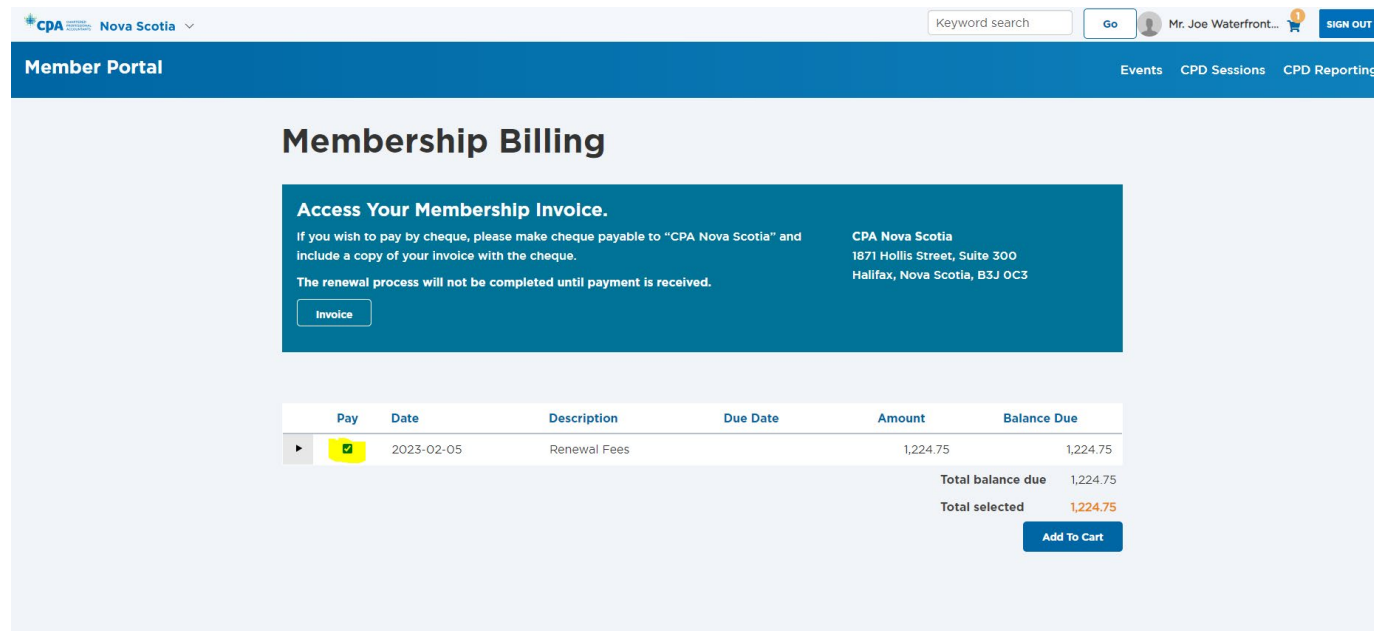 CPA CHARTERED PROFESSIONAL ACCOUNTANTS Nova Scotia
Keyword search Go Mr. Joe Waterfront... 1 SIGN OUT
Member Portal
Events CPD Sessions CPD Reporting
Membership Billing
Access Your Membership Invoice.
If you wish to pay by cheque, please make cheque payable to “CPA Nova Scotia” and
include a copy of your invoice with the cheque.
The renewal process will not be completed until payment is received.
Invoice
CPA Nova Scotia
1871 Hollis Street, Suite 300
Halifax, Nova Scotia, B3J 0C3
Pay Date Description Due Date Amount Balance Due
2023-02-05 Renewal Fees 1,224.75 1,224.75
Total balance due 1,224.75
Total selected 1,224.75
Add To Cart